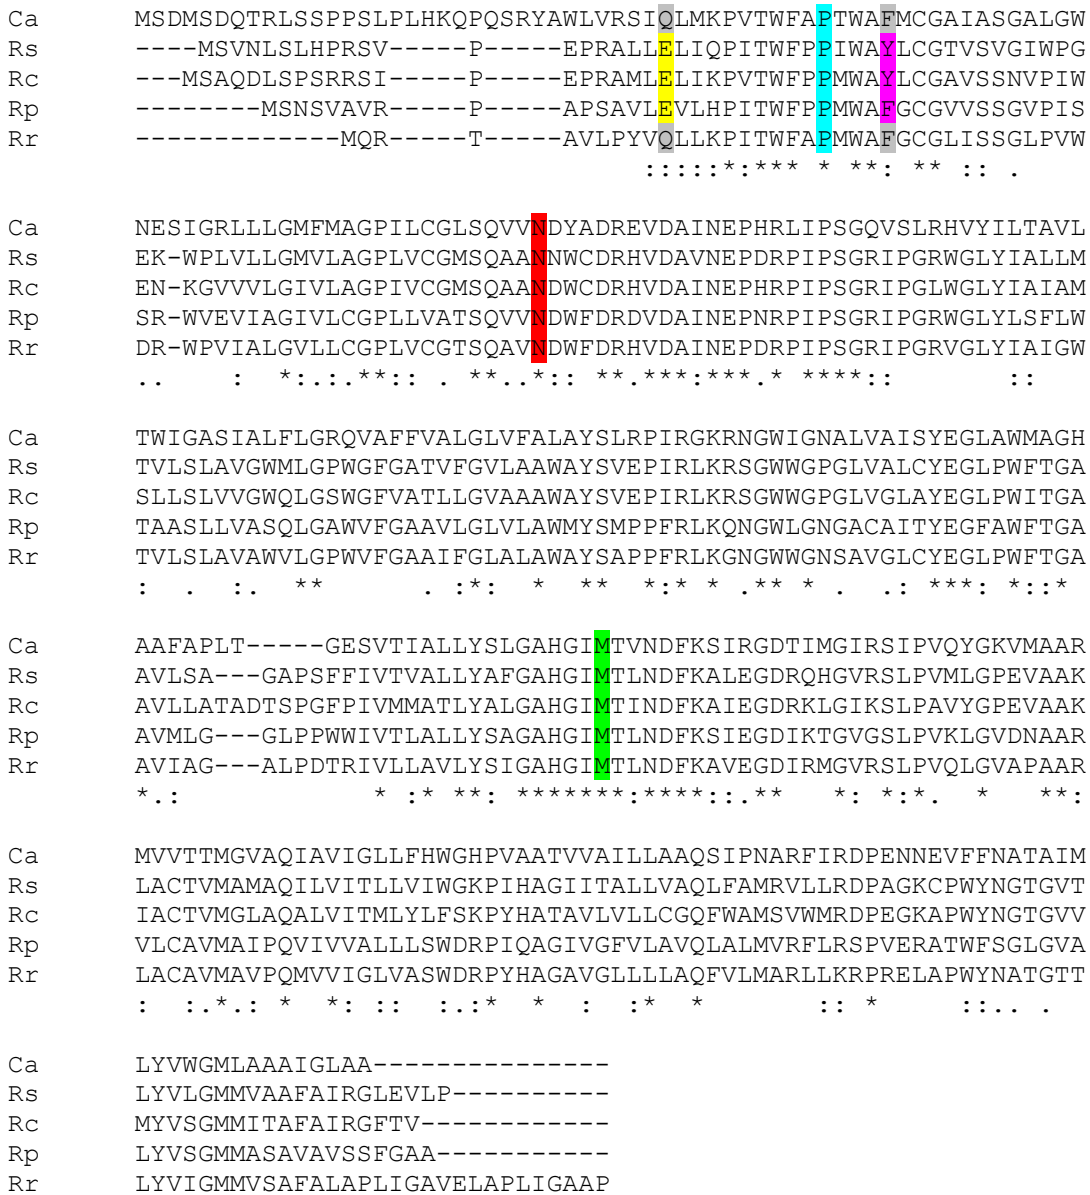 Ca MSDMSDQTRLSSPPSLPLHKQPQSRYAWLVRSIQLMKPVTWFAPTWAFMCGAIASGALGW
Rs ----MSVNLSLHPRSV-----P-----EPRALLELIQPITWFPPIWAYLCGTVSVGIWPG
Rc ---MSAQDLSPSRRSI-----P-----EPRAMLELIKPVTWFPPMWAYLCGAVSSNVPIW
Rp --------MSNSVAVR-----P-----APSAVLEVLHPITWFPPMWAFGCGVVSSGVPIS
Rr -------------MQR-----T-----AVLPYVQLLKPITWFAPMWAFGCGLISSGLPVW
:::::*:*** * **: ** :: .
Ca NESIGRLLLGMFMAGPILCGLSQVVNDYADREVDAINEPHRLIPSGQVSLRHVYILTAVL
Rs EK-WPLVLLGMVLAGPLVCGMSQAANNWCDRHVDAVNEPDRPIPSGRIPGRWGLYIALLM
Rc EN-KGVVVLGIVLAGPIVCGMSQAANDWCDRHVDAINEPHRPIPSGRIPGLWGLYIAIAM
Rp SR-WVEVIAGIVLCGPLLVATSQVVNDWFDRDVDAINEPNRPIPSGRIPGRWGLYLSFLW
Rr DR-WPVIALGVLLCGPLVCGTSQAVNDWFDRHVDAINEPDRPIPSGRIPGRVGLYIAIGW
.. : *:.:.**:: . **..*:: **.***:***.* ****:: ::
Ca TWIGASIALFLGRQVAFFVALGLVFALAYSLRPIRGKRNGWIGNALVAISYEGLAWMAGH
Rs TVLSLAVGWMLGPWGFGATVFGVLAAWAYSVEPIRLKRSGWWGPGLVALCYEGLPWFTGA
Rc SLLSLVVGWQLGSWGFVATLLGVAAAWAYSVEPIRLKRSGWWGPGLVGLAYEGLPWITGA
Rp TAASLLVASQLGAWVFGAAVLGLVLAWMYSMPPFRLKQNGWLGNGACAITYEGFAWFTGA
Rr TVLSLAVAWVLGPWVFGAAIFGLALAWAYSAPPFRLKGNGWWGNSAVGLCYEGLPWFTGA
: . :. ** . :*: * ** *:* * .** * . .: ***: *::*
Ca AAFAPLT-----GESVTIALLYSLGAHGIMTVNDFKSIRGDTIMGIRSIPVQYGKVMAAR
Rs AVLSA---GAPSFFIVTVALLYAFGAHGIMTLNDFKALEGDRQHGVRSLPVMLGPEVAAK
Rc AVLLATADTSPGFPIVMMATLYALGAHGIMTINDFKAIEGDRKLGIKSLPAVYGPEVAAK
Rp AVMLG---GLPPWWIVTLALLYSAGAHGIMTLNDFKSIEGDIKTGVGSLPVKLGVDNAAR
Rr AVIAG---ALPDTRIVLLAVLYSIGAHGIMTLNDFKAVEGDIRMGVRSLPVQLGVAPAAR
*.: * :* **: *******:****::.** *: *:*. * **:
Ca MVVTTMGVAQIAVIGLLFHWGHPVAATVVAILLAAQSIPNARFIRDPENNEVFFNATAIM
Rs LACTVMAMAQILVITLLVIWGKPIHAGIITALLVAQLFAMRVLLRDPAGKCPWYNGTGVT
Rc IACTVMGLAQALVITMLYLFSKPYHATAVLVLLCGQFWAMSVWMRDPEGKAPWYNGTGVV
Rp VLCAVMAIPQVIVVALLLSWDRPIQAGIVGFVLAVQLALMVRFLRSPVERATWFSGLGVA
Rr LACAVMAVPQMVVIGLVASWDRPYHAGAVGLLLLAQFVLMARLLKRPRELAPWYNATGTT
: :.*.: * *: :: :.:* * : :* * :: * ::.. .
Ca LYVWGMLAAAIGLAA---------------
Rs LYVLGMMVAAFAIRGLEVLP----------
Rc MYVSGMMITAFAIRGFTV------------
Rp LYVSGMMASAVAVSSFGAA-----------
Rr LYVIGMMVSAFALAPLIGAVELAPLIGAAP